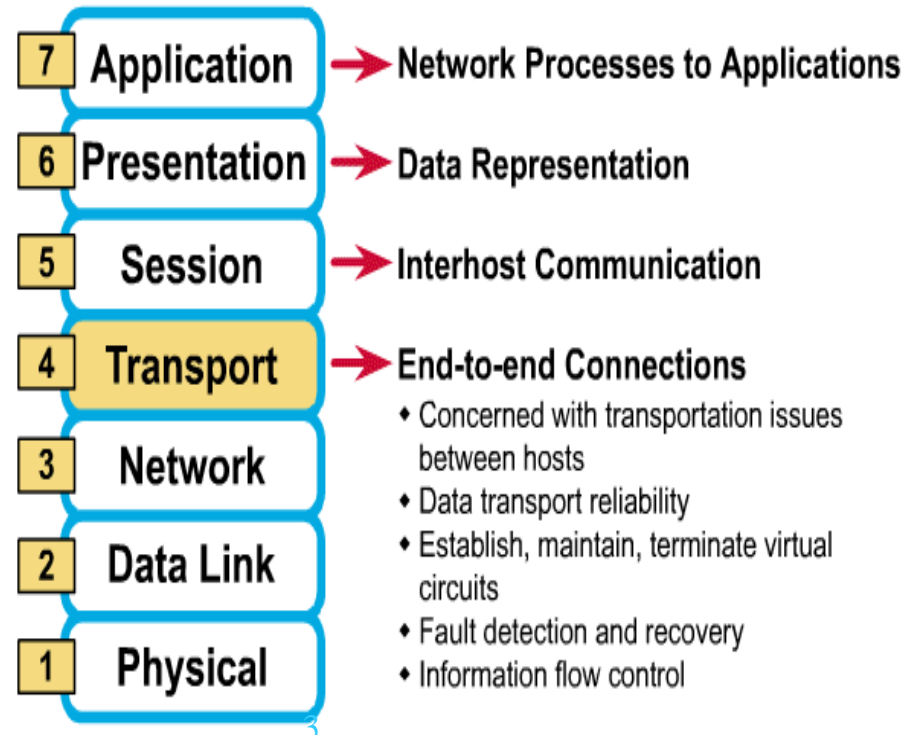 7 Application Network Processes to Applications
6 Presentation Data Representation
5 Session Interhost Communication
4 Transport End-to-end Connections
• Concerned with transportation issues
between hosts
3 Network
• Data transport reliability
• Establish, maintain, terminate virtual
circuits
2 Data Link
• Fault detection and recovery
1 Physical
• Information flow control
3